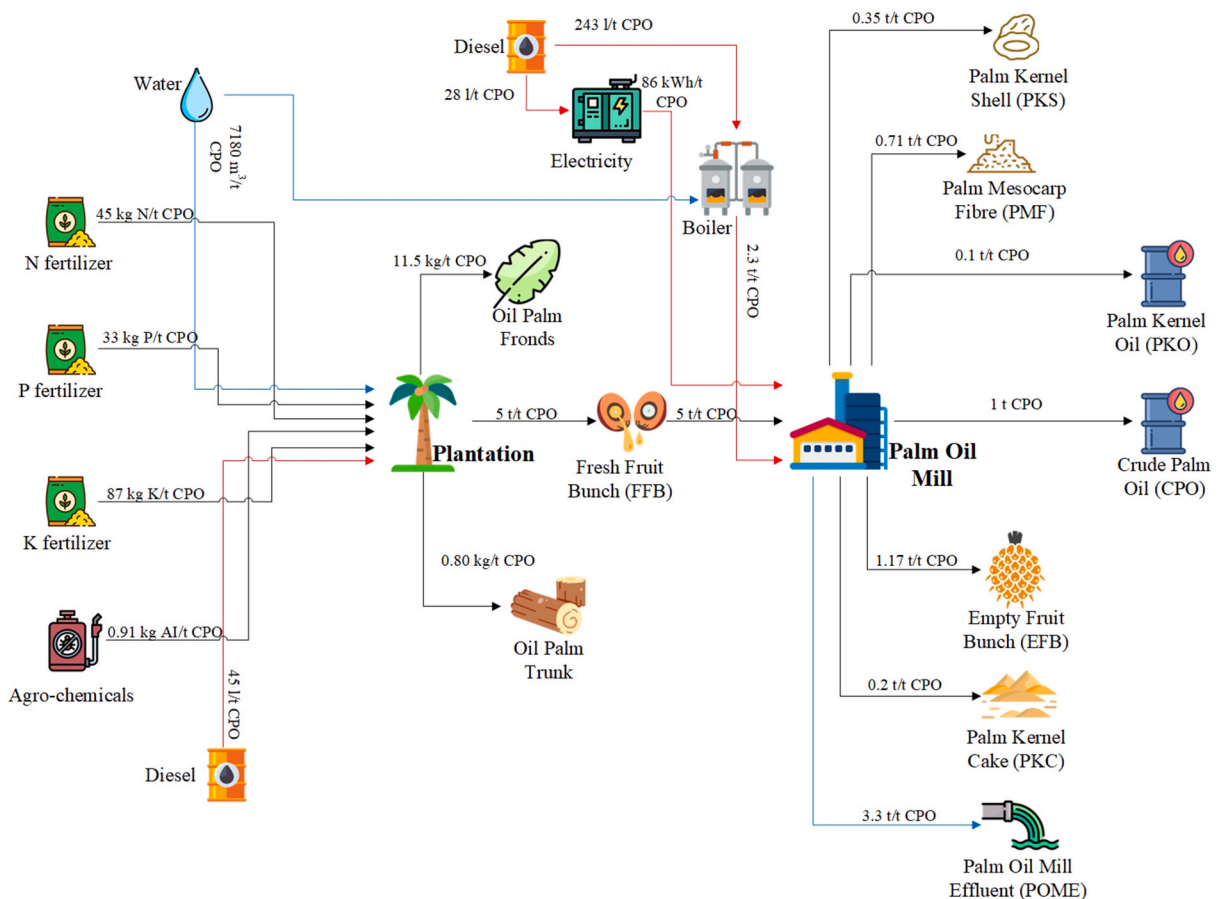 243 l/t CPO
0.35 t/t CPO
Diesel
Palm Kernel
Shell (PKS)
Water
28 l/t CPO
86 kWh/t
CPO
7180 m³/t
CPO
Electricity
0.71 t/t CPO
Palm Mesocarp
Fibre (PMF)
Boiler
45 kg N/t CPO
N fertilizer
2.3 t/t CPO
0.1 t/t CPO
11.5 kg/t CPO
Oil Palm
Fronds
Palm Kernel
Oil (PKO)
33 kg P/t CPO
P fertilizer
5 t/t CPO
5 t/t CPO
1 t CPO
Plantation
Fresh Fruit
Bunch (FFB)
Palm Oil
Mill
Crude Palm
Oil (CPO)
87 kg K/t CPO
K fertilizer
0.80 kg/t CPO
1.17 t/t CPO
Empty Fruit
Bunch (EFB)
0.91 kg AI/t CPO
Agro-chemicals
Oil Palm
Trunk
45 l/t CPO
0.2 t/t CPO
Palm Kernel
Cake (PKC)
Diesel
3.3 t/t CPO
Palm Oil Mill
Effluent (POME)